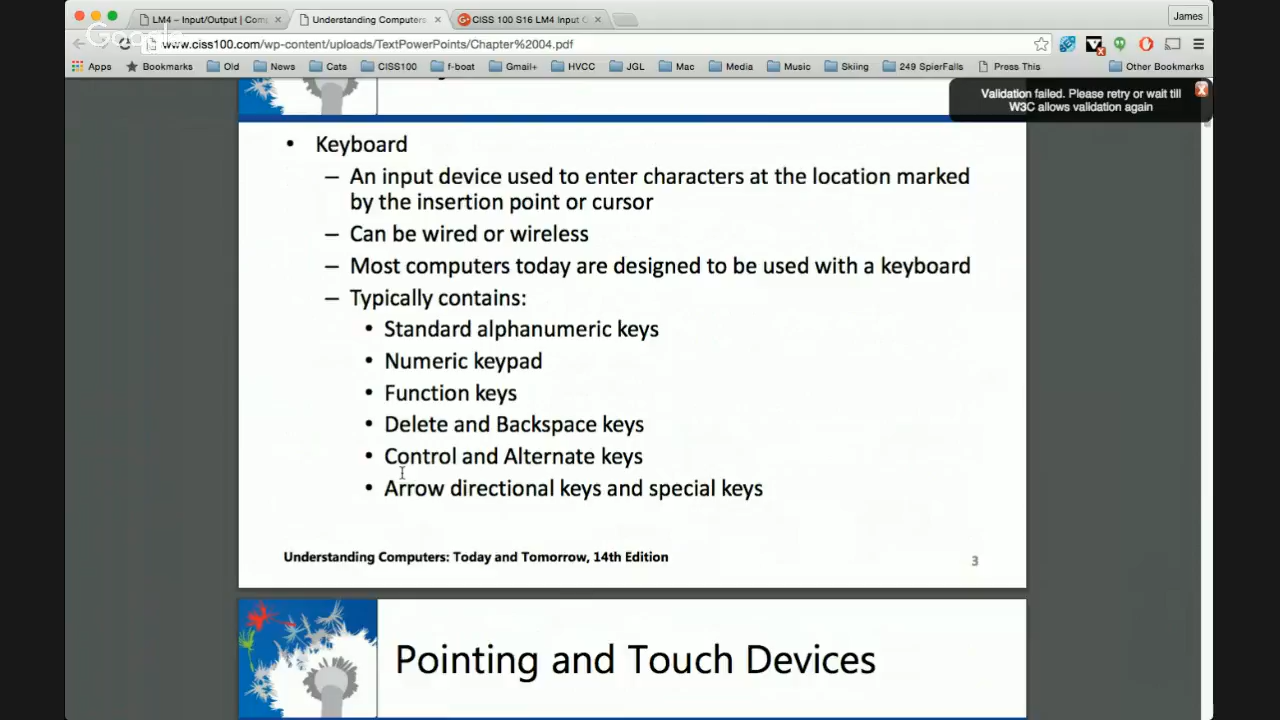 LM4 – Input/Output | Com
Understanding Computers:
CISS 100 S16 LM4 Input
James
Google
www.ciss100.com/wp-content/uploads/TextPowerPoints/Chapter%2004.pdf
Apps Bookmarks Old News Cats CISS100 f-boat Gmail+ HVCC JGL Mac Media Music Skiing 249 SpierFalls Press This Other Bookmarks
Validation failed. Please retry or wait till
W3C allows validation again
• Keyboard
– An input device used to enter characters at the location marked
by the insertion point or cursor
– Can be wired or wireless
– Most computers today are designed to be used with a keyboard
– Typically contains:
• Standard alphanumeric keys
• Numeric keypad
• Function keys
• Delete and Backspace keys
• Control and Alternate keys
• Arrow directional keys and special keys
Understanding Computers: Today and Tomorrow, 14th Edition
3
Pointing and Touch Devices